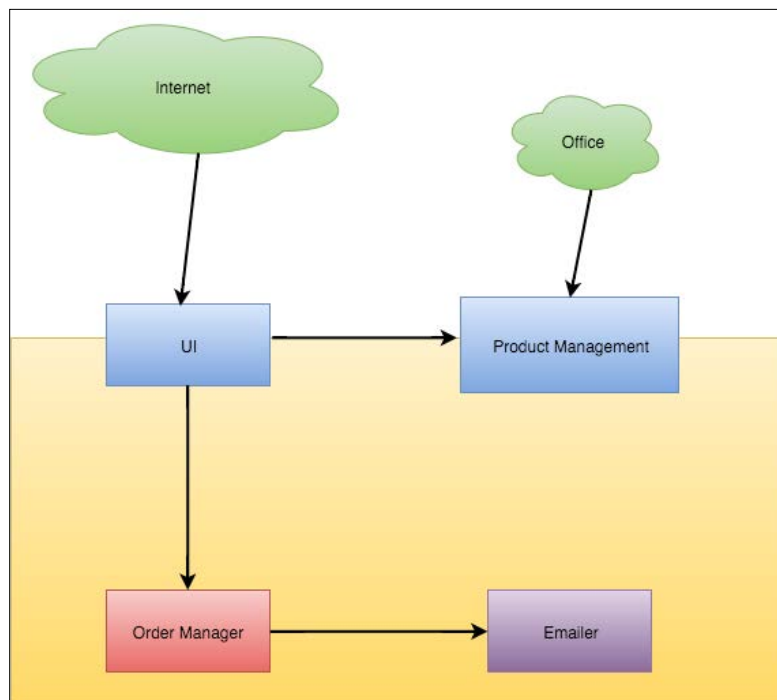 Internet
Office
UI
Product Management
Order Manager
Emailer